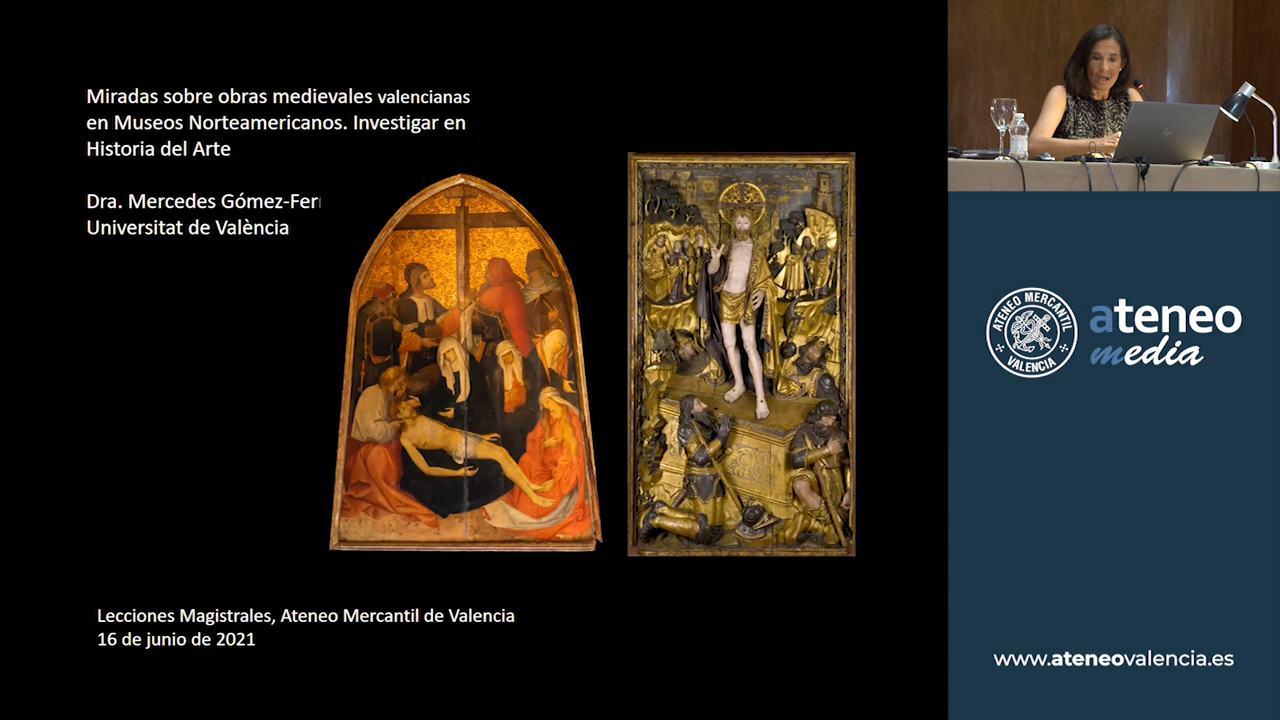 Miradas sobre obras medievales valencianas
en Museos Norteamericanos. Investigar en
Historia del Arte
Dra. Mercedes Gómez-Fer
Universitat de València
Lecciones Magistrales, Ateneo Mercantil de Valencia
16 de junio de 2021
ATENEO MERCANTIL
VALENCIA
ateneo
media
www.ateneovalencia.es